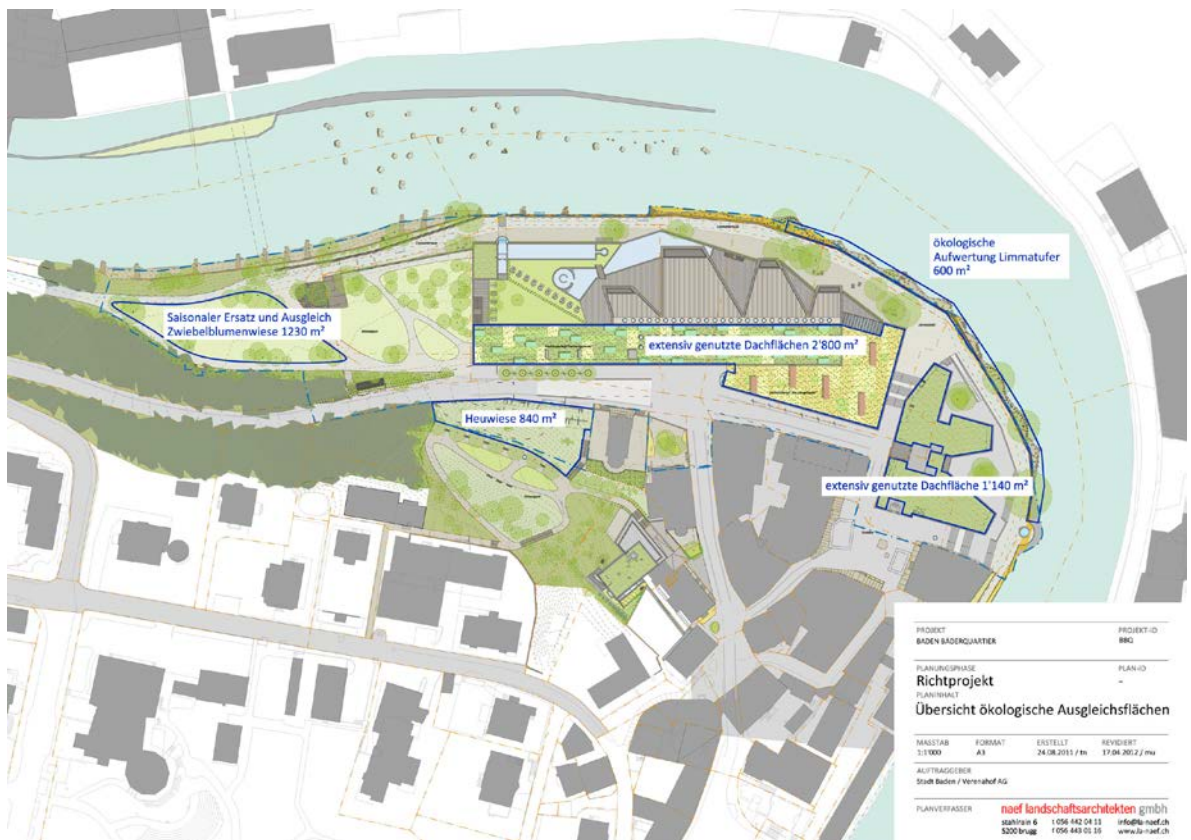 ökologische
Aufwertung Limmatufer
600 m²
Saisonaler Ersatz und Ausgleich
Zwiebelblumenwiese 1230 m²
extensiv genutzte Dachflächen 2'800 m²
Heuwiese 840 m²
extensiv genutzte Dachfläche 1'140 m²
PROJEKT PROJEKT-ID
BADEN BÄDERQUARTIER BBQ
PLANUNGSPHASE PLAN-ID
Richtprojekt -
PLANINHALT
Übersicht ökologische Ausgleichsflächen
MASSTAB FORMAT ERSTELLT REVIDIERT
1:1'000 A3 24.08.2011 / tn 17.04.2012 / mu
AUFTRAGGEBER
Stadt Baden / Verenahof AG
PLANVERFASSER naef landschaftsarchitekten gmbh
stahlrain 6 t 056 442 04 11 info@la-naef.ch
5200 brugg f 056 443 01 16 www.la-naef.ch